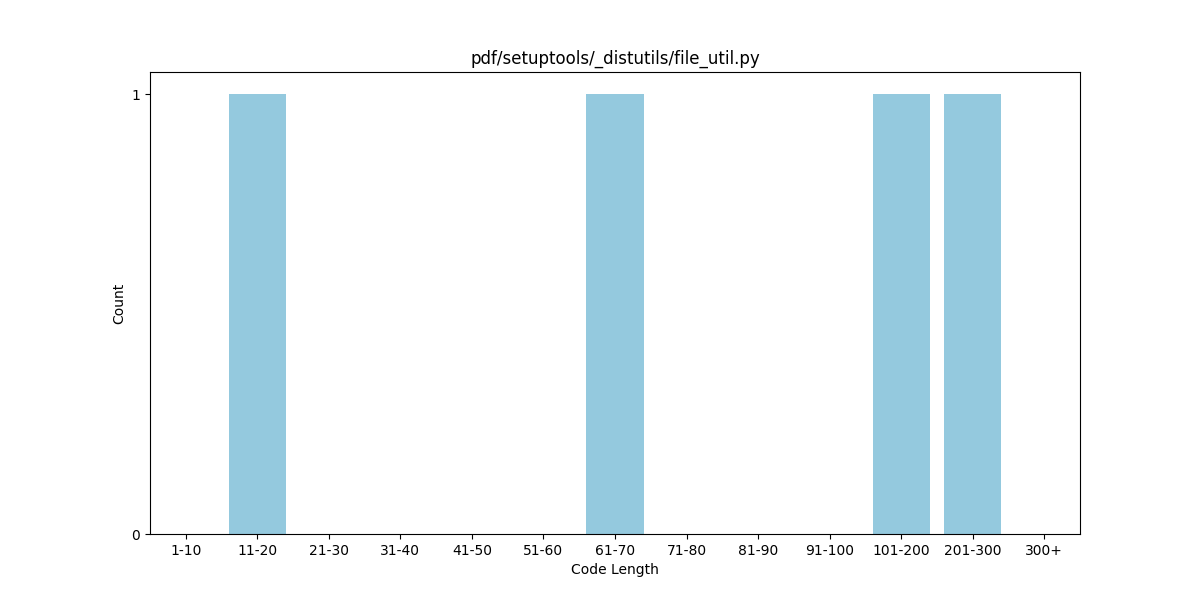 pdf/setuptools/_distutils/file_util.py
1
Count
0
1-10 11-20 21-30 31-40 41-50 51-60 61-70 71-80 81-90 91-100 101-200 201-300 300+
Code Length